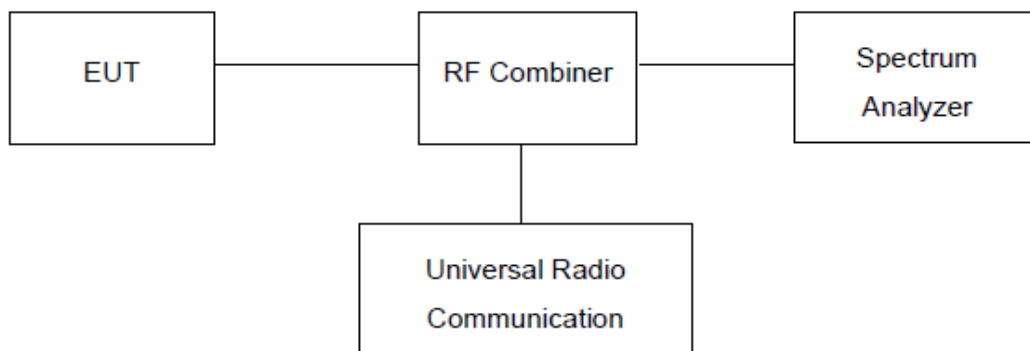 EUT
RF Combiner
Spectrum
Analyzer
Universal Radio
Communication